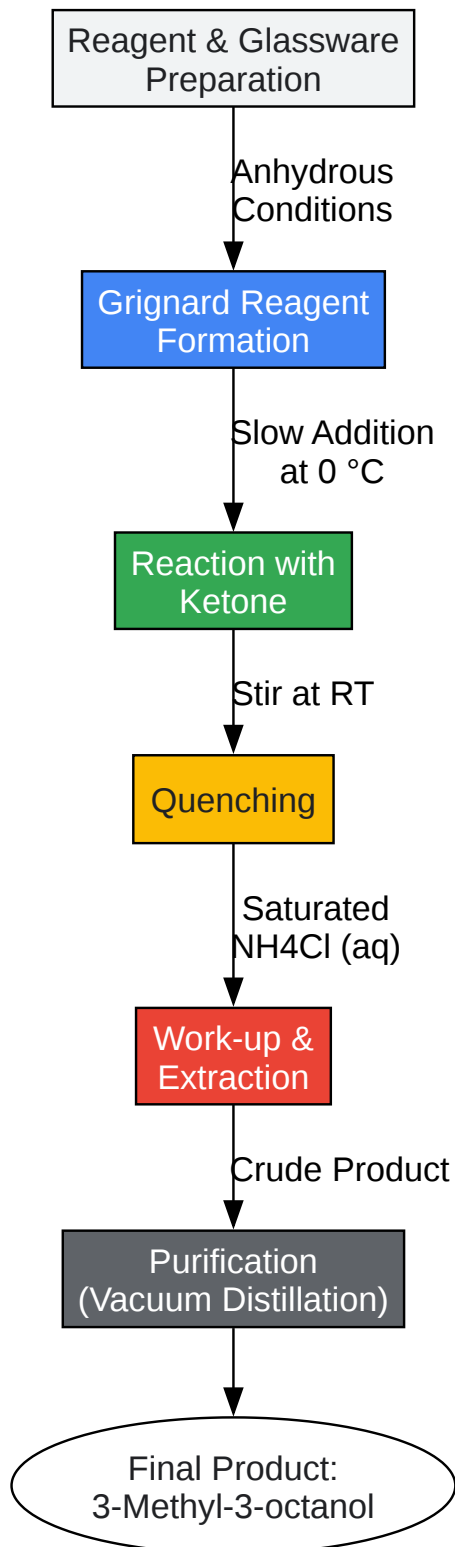 Reagent & Glassware
Preparation
Anhydrous
Conditions
Grignard Reagent
Formation
Slow Addition
at 0 °C
Reaction with
Ketone
Stir at RT
Quenching
Saturated
NH4Cl (aq)
Work-up &
Extraction
Crude Product
Purification
(Vacuum Distillation)
Final Product:
3-Methyl-3-octanol